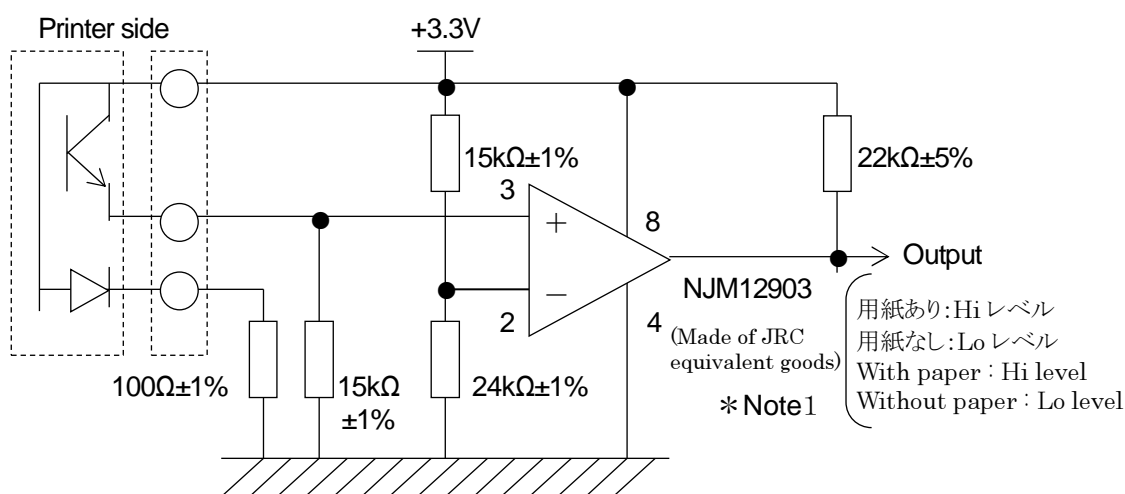 Printer side
+3.3V
15kΩ±1%
22kΩ±5%
3
+
8
Output
−
NJM12903
2
4
(Made of JRC
equivalent goods)
＊Note1
用紙あり:Hi レベル
用紙なし:Lo レベル
With paper : Hi level
Without paper : Lo level
100Ω±1%
15kΩ
±1%
24kΩ±1%